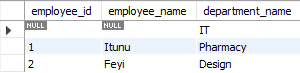 employee_id employee_name department_name
NULL NULL IT
1 Itunu Pharmacy
2 Feyi Design